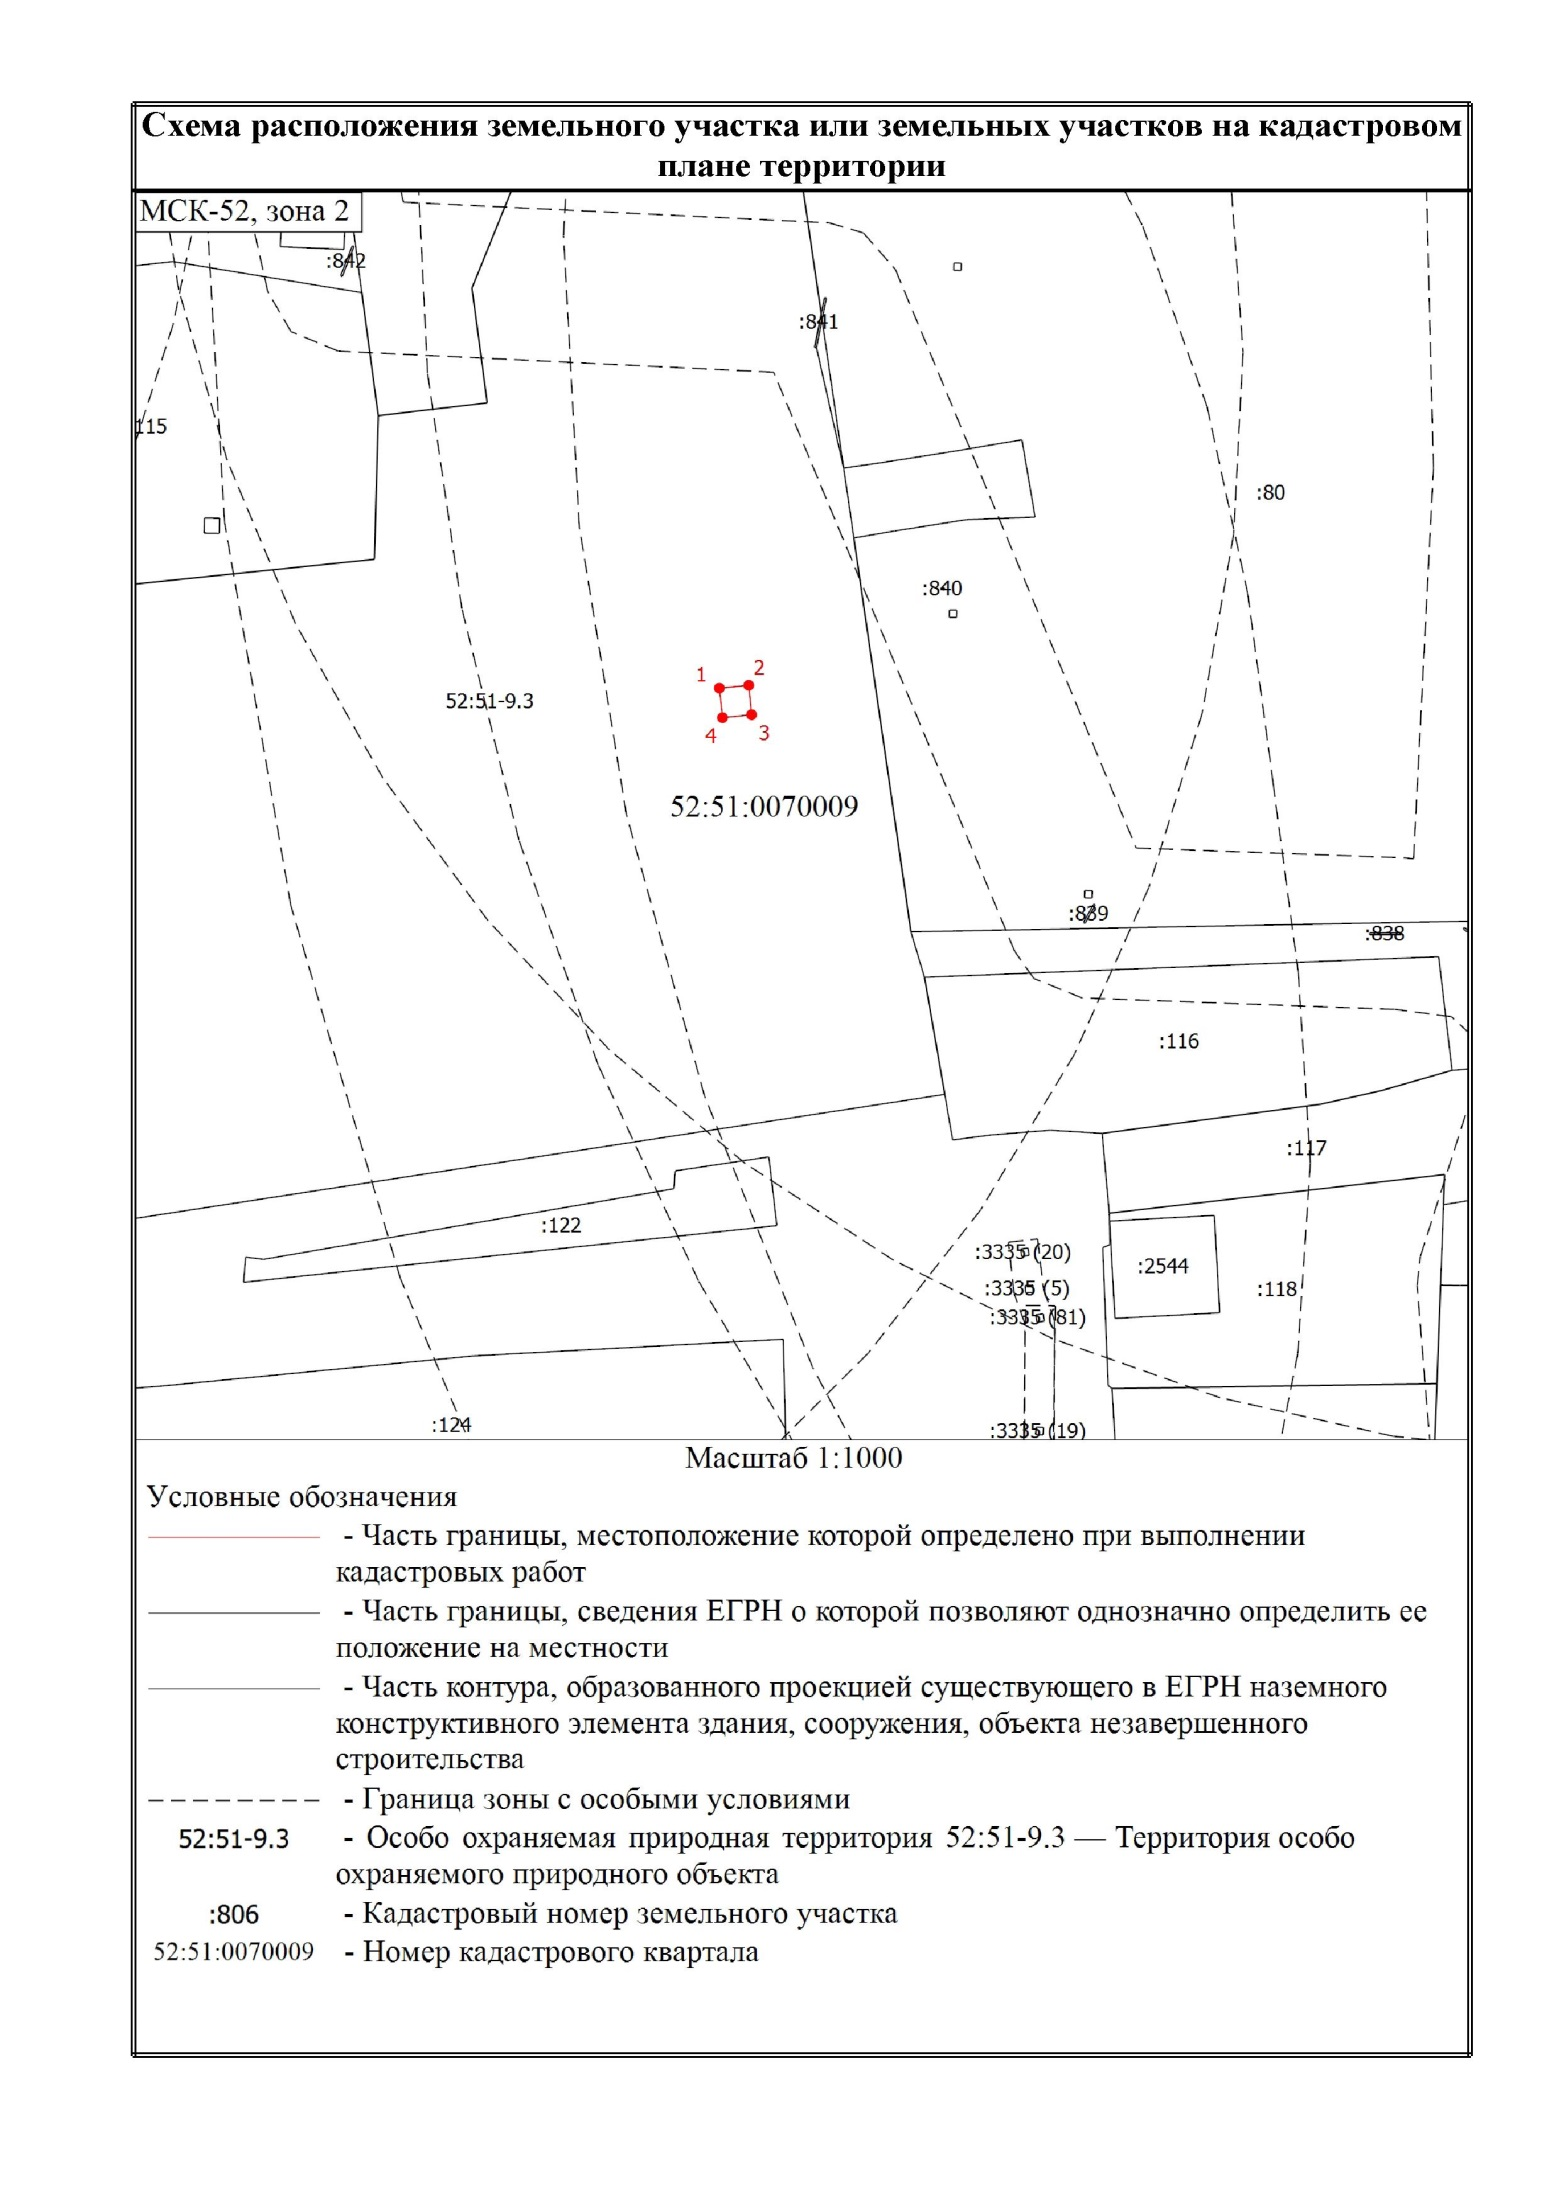 Схема расположения земельного участка или земельных участков на кадастровом
плане территории
МСК-52, зона 2
:842
:841
115
:80
:840
1
2
52:51-9.3
4
3
52:51:0070009
:839
:838
:116
:117
:122
:3335 (20)
:2544
:3335 (5)
:118
:3335 (81)
:124
:3335 (19)
Масштаб 1:1000
Условные обозначения
- Часть границы, местоположение которой определено при выполнении
кадастровых работ
- Часть границы, сведения ЕГРН о которой позволяют однозначно определить ее
положение на местности
- Часть контура, образованного проекцией существующего в ЕГРН наземного
конструктивного элемента здания, сооружения, объекта незавершенного
строительства
- Граница зоны с особыми условиями
52:51-9.3 - Особо охраняемая природная территория 52:51-9.3 — Территория особо
охраняемого природного объекта
:806 - Кадастровый номер земельного участка
52:51:0070009 - Номер кадастрового квартала